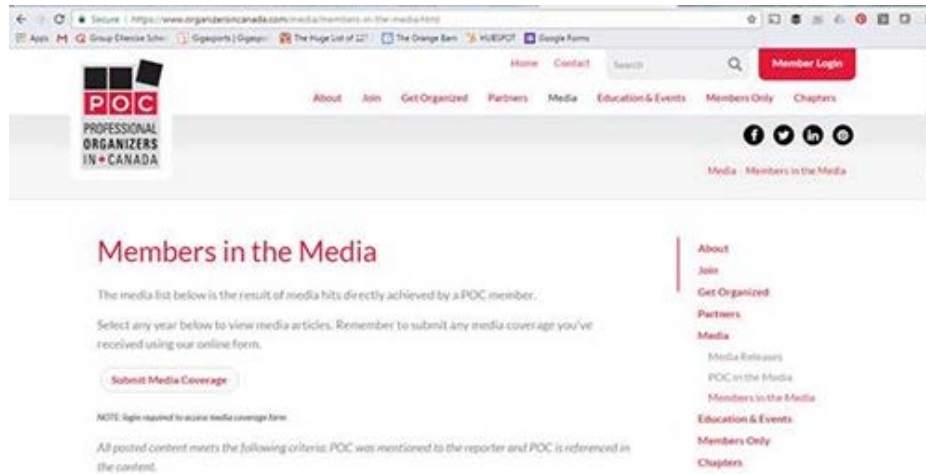 Secure https://www.organizersincanada.com/media/members-in-the-media.html
Apps Group Exercise Sche Gigasports | Gigaspor The Huge List of The Orange Barn HUBSPOT Google Forms
Home Contact Search Member Login
POC
About Join Get Organized Partners Media Education & Events Members Only Chapters
PROFESSIONAL
ORGANIZERS
IN CANADA
Media Members in the Media
Members in the Media
The media list below is the result of media hits directly achieved by a POC member.
Select any year below to view media articles. Remember to submit any media coverage you've
received using our online form.
Submit Media Coverage
NOTE: login required to access media coverage form
All posted content meets the following criteria: POC was mentioned to the reporter and POC is referenced in
the content.
About
Join
Get Organized
Partners
Media
Media Releases
POC in the Media
Members in the Media
Education & Events
Members Only
Chapters